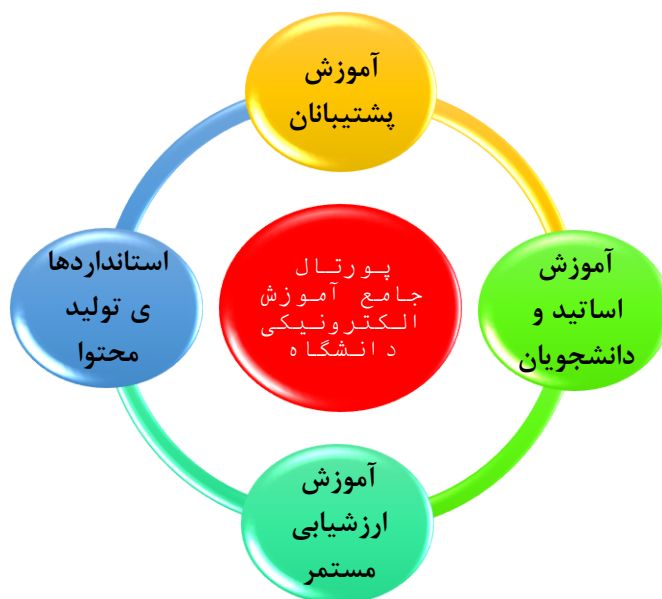 آموزش
پشتیبانان
استانداردها
ی تولید
محتوا
پورتال
جامع آموزش
الکترونیکی
دانشگاه
آموزش
اساتید و
دانشجویان
آموزش
ارزشیابی
مستمر